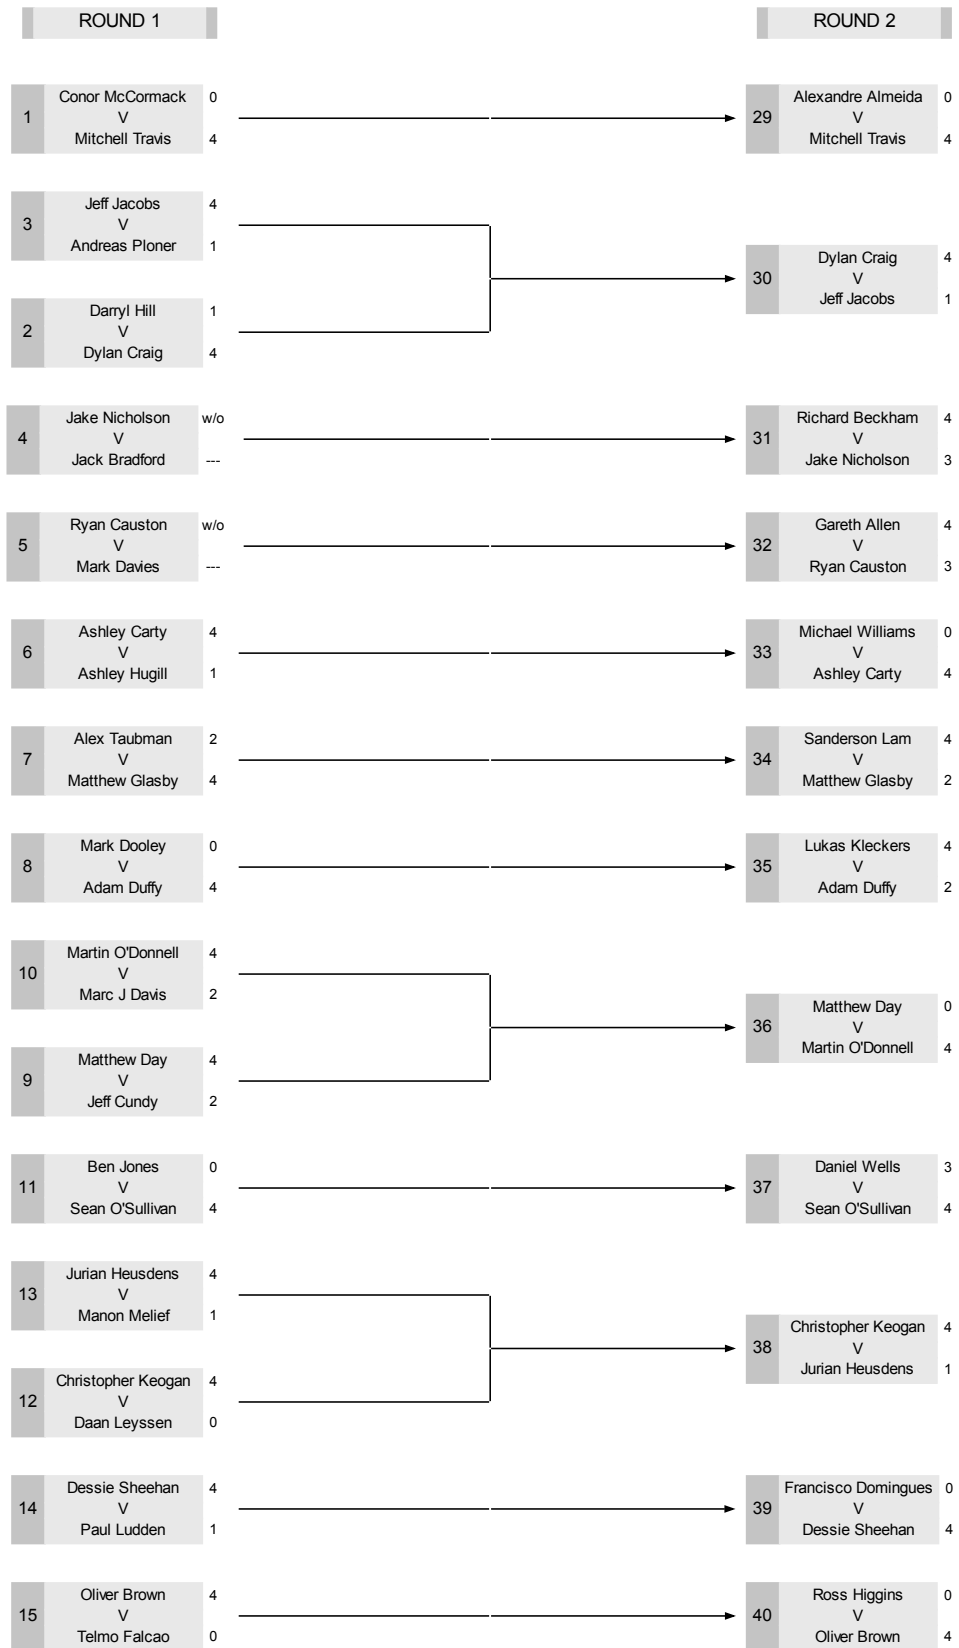 ROUND 1
ROUND 2
Conor McCormack 0
1 V
Mitchell Travis 4
Alexandre Almeida 0
29 V
Mitchell Travis 4
Jeff Jacobs 4
3 V
Andreas Ploner 1
Darryl Hill 1
2 V
Dylan Craig 4
Dylan Craig 4
30 V
Jeff Jacobs 1
Jake Nicholson w/o
4 V
Jack Bradford ---
Richard Beckham 4
31 V
Jake Nicholson 3
Ryan Causton w/o
5 V
Mark Davies ---
Gareth Allen 4
32 V
Ryan Causton 3
Ashley Carty 4
6 V
Ashley Hugill 1
Michael Williams 0
33 V
Ashley Carty 4
Alex Taubman 2
7 V
Matthew Glasby 4
Sanderson Lam 4
34 V
Matthew Glasby 2
Mark Dooley 0
8 V
Adam Duffy 4
Lukas Kleckers 4
35 V
Adam Duffy 2
Martin O'Donnell 4
10 V
Marc J Davis 2
Matthew Day 4
9 V
Jeff Cundy 2
Matthew Day 0
36 V
Martin O'Donnell 4
Ben Jones 0
11 V
Sean O'Sullivan 4
Daniel Wells 3
37 V
Sean O'Sullivan 4
Jurian Heusdens 4
13 V
Manon Melief 1
Christopher Keogan 4
12 V
Daan Leyssen 0
Christopher Keogan 4
38 V
Jurian Heusdens 1
Dessie Sheehan 4
14 V
Paul Ludden 1
Francisco Domingues 0
39 V
Dessie Sheehan 4
Oliver Brown 4
15 V
Telmo Falcao 0
Ross Higgins 0
40 V
Oliver Brown 4